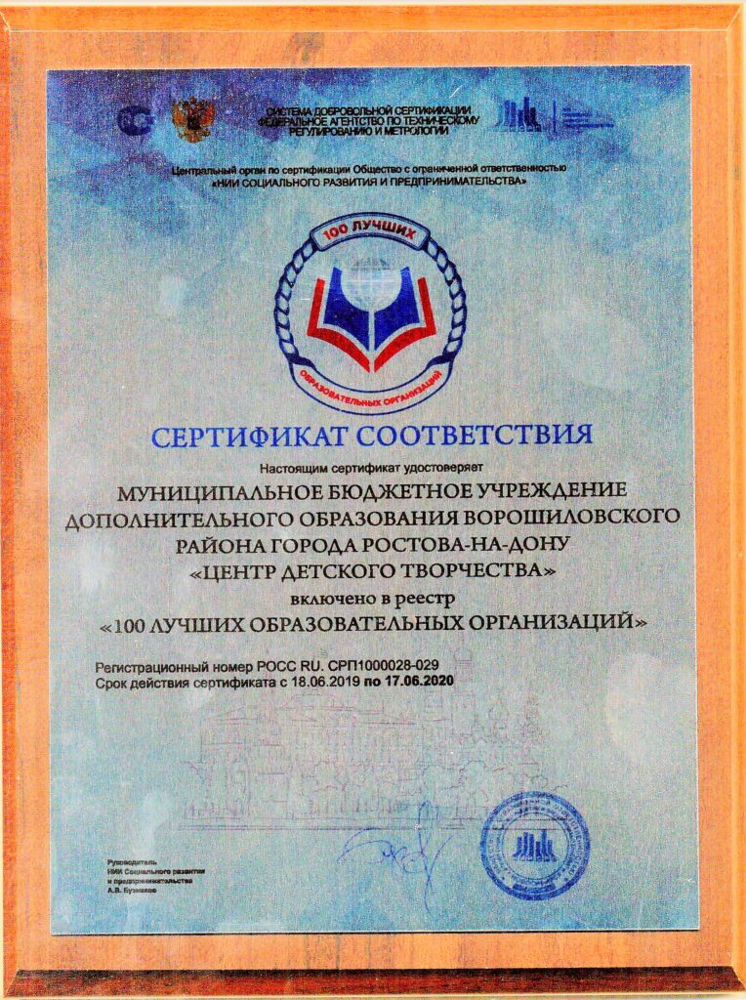 СИСТЕМА ДОБРОВОЛЬНОЙ СЕРТИФИКАЦИИ
ФЕДЕРАЛЬНОЕ АГЕНТСТВО ПО ТЕХНИЧЕСКОМУ
РЕГУЛИРОВАНИЮ И МЕТРОЛОГИИ
Центральный орган по сертификации Общество с ограниченной ответственностью
«НИИ СОЦИАЛЬНОГО РАЗВИТИЯ И ПРЕДПРИНИМАТЕЛЬСТВА»
100 ЛУЧШИХ
ОБРАЗОВАТЕЛЬНЫХ ОРГАНИЗАЦИЙ
СЕРТИФИКАТ СООТВЕТСТВИЯ
Настоящим сертификат удостоверяет
МУНИЦИПАЛЬНОЕ БЮДЖЕТНОЕ УЧРЕЖДЕНИЕ
ДОПОЛНИТЕЛЬНОГО ОБРАЗОВАНИЯ ВОРОШИЛОВСКОГО
РАЙОНА ГОРОДА РОСТОВА-НА-ДОНУ
«ЦЕНТР ДЕТСКОГО ТВОРЧЕСТВА»
включено в реестр
«100 ЛУЧШИХ ОБРАЗОВАТЕЛЬНЫХ ОРГАНИЗАЦИЙ»
Регистрационный номер РОСС RU. СРП1000028-029
Срок действия сертификата с 18.06.2019 по 17.06.2020
Руководитель
НИИ Социального развития
и предпринимательства
А.В. Бузмаков